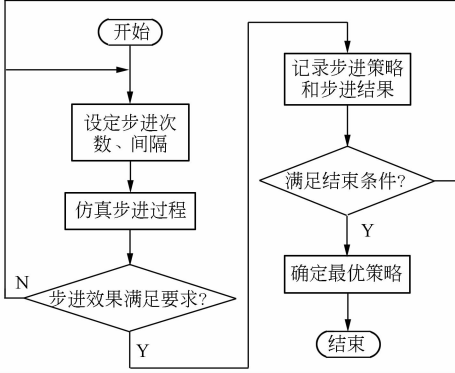 开始
设定步进次
数、间隔
仿真步进过程
步进效果满足要求?
N
Y
记录步进策略
和步进结果
满足结束条件?
Y
确定最优策略
结束